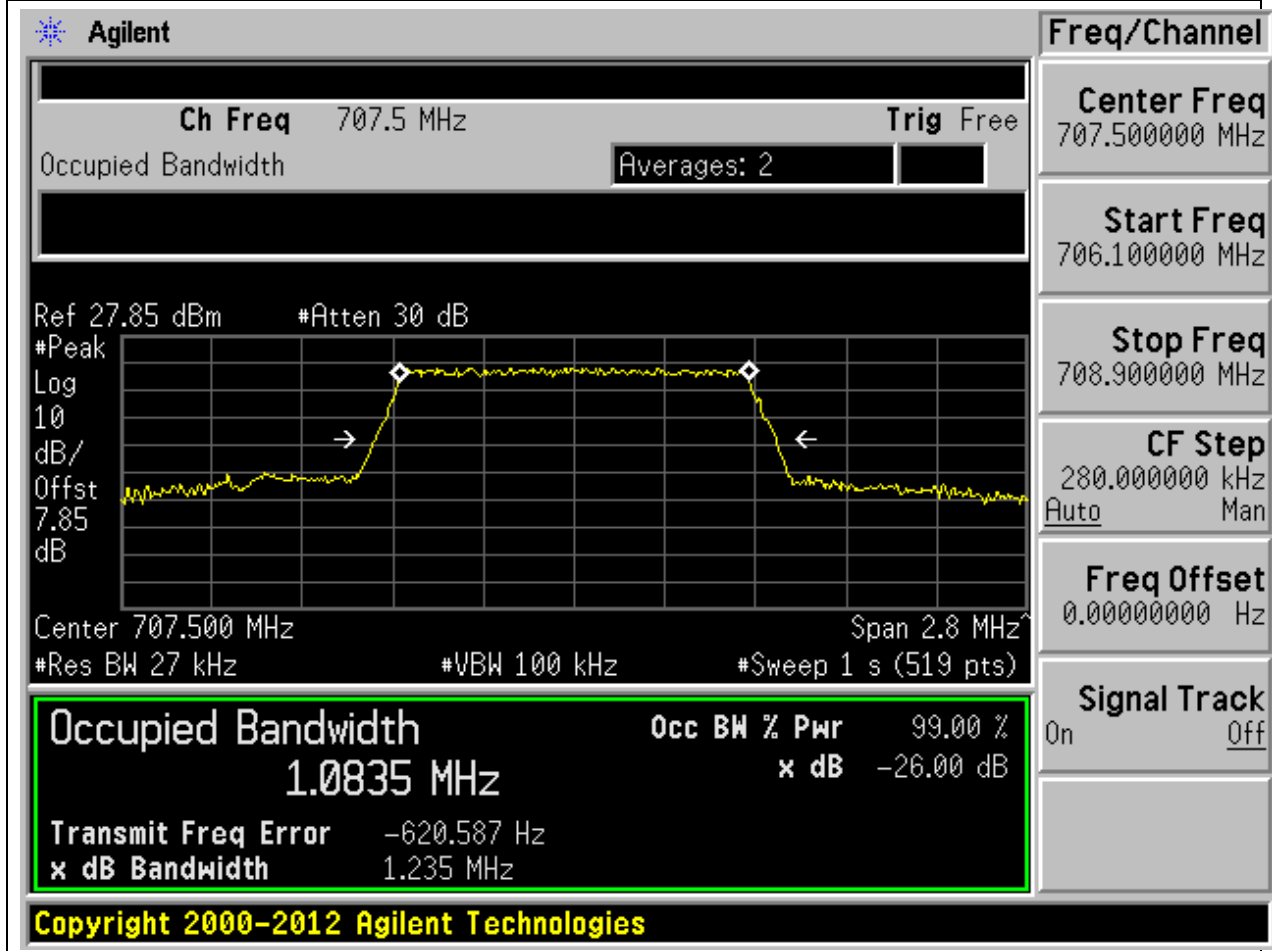 Agilent
Freq/Channel
Ch Freq 707.5 MHz Trig Free
Occupied Bandwidth Averages: 2
Ref 27.85 dBm #Atten 30 dB
#Peak
Log
10
dB/
Offst
7.85
dB
Center 707.500 MHz Span 2.8 MHz^
#Res BW 27 kHz #VBW 100 kHz #Sweep 1 s (519 pts)
Occupied Bandwidth
1.0835 MHz
Occ BW % Pwr 99.00 %
x dB -26.00 dB
Transmit Freq Error -620.587 Hz
x dB Bandwidth 1.235 MHz
Copyright 2000-2012 Agilent Technologies
Center Freq
707.500000 MHz
Start Freq
706.100000 MHz
Stop Freq
708.900000 MHz
CF Step
280.000000 kHz
Auto Man
Freq Offset
0.00000000 Hz
Signal Track
On Off